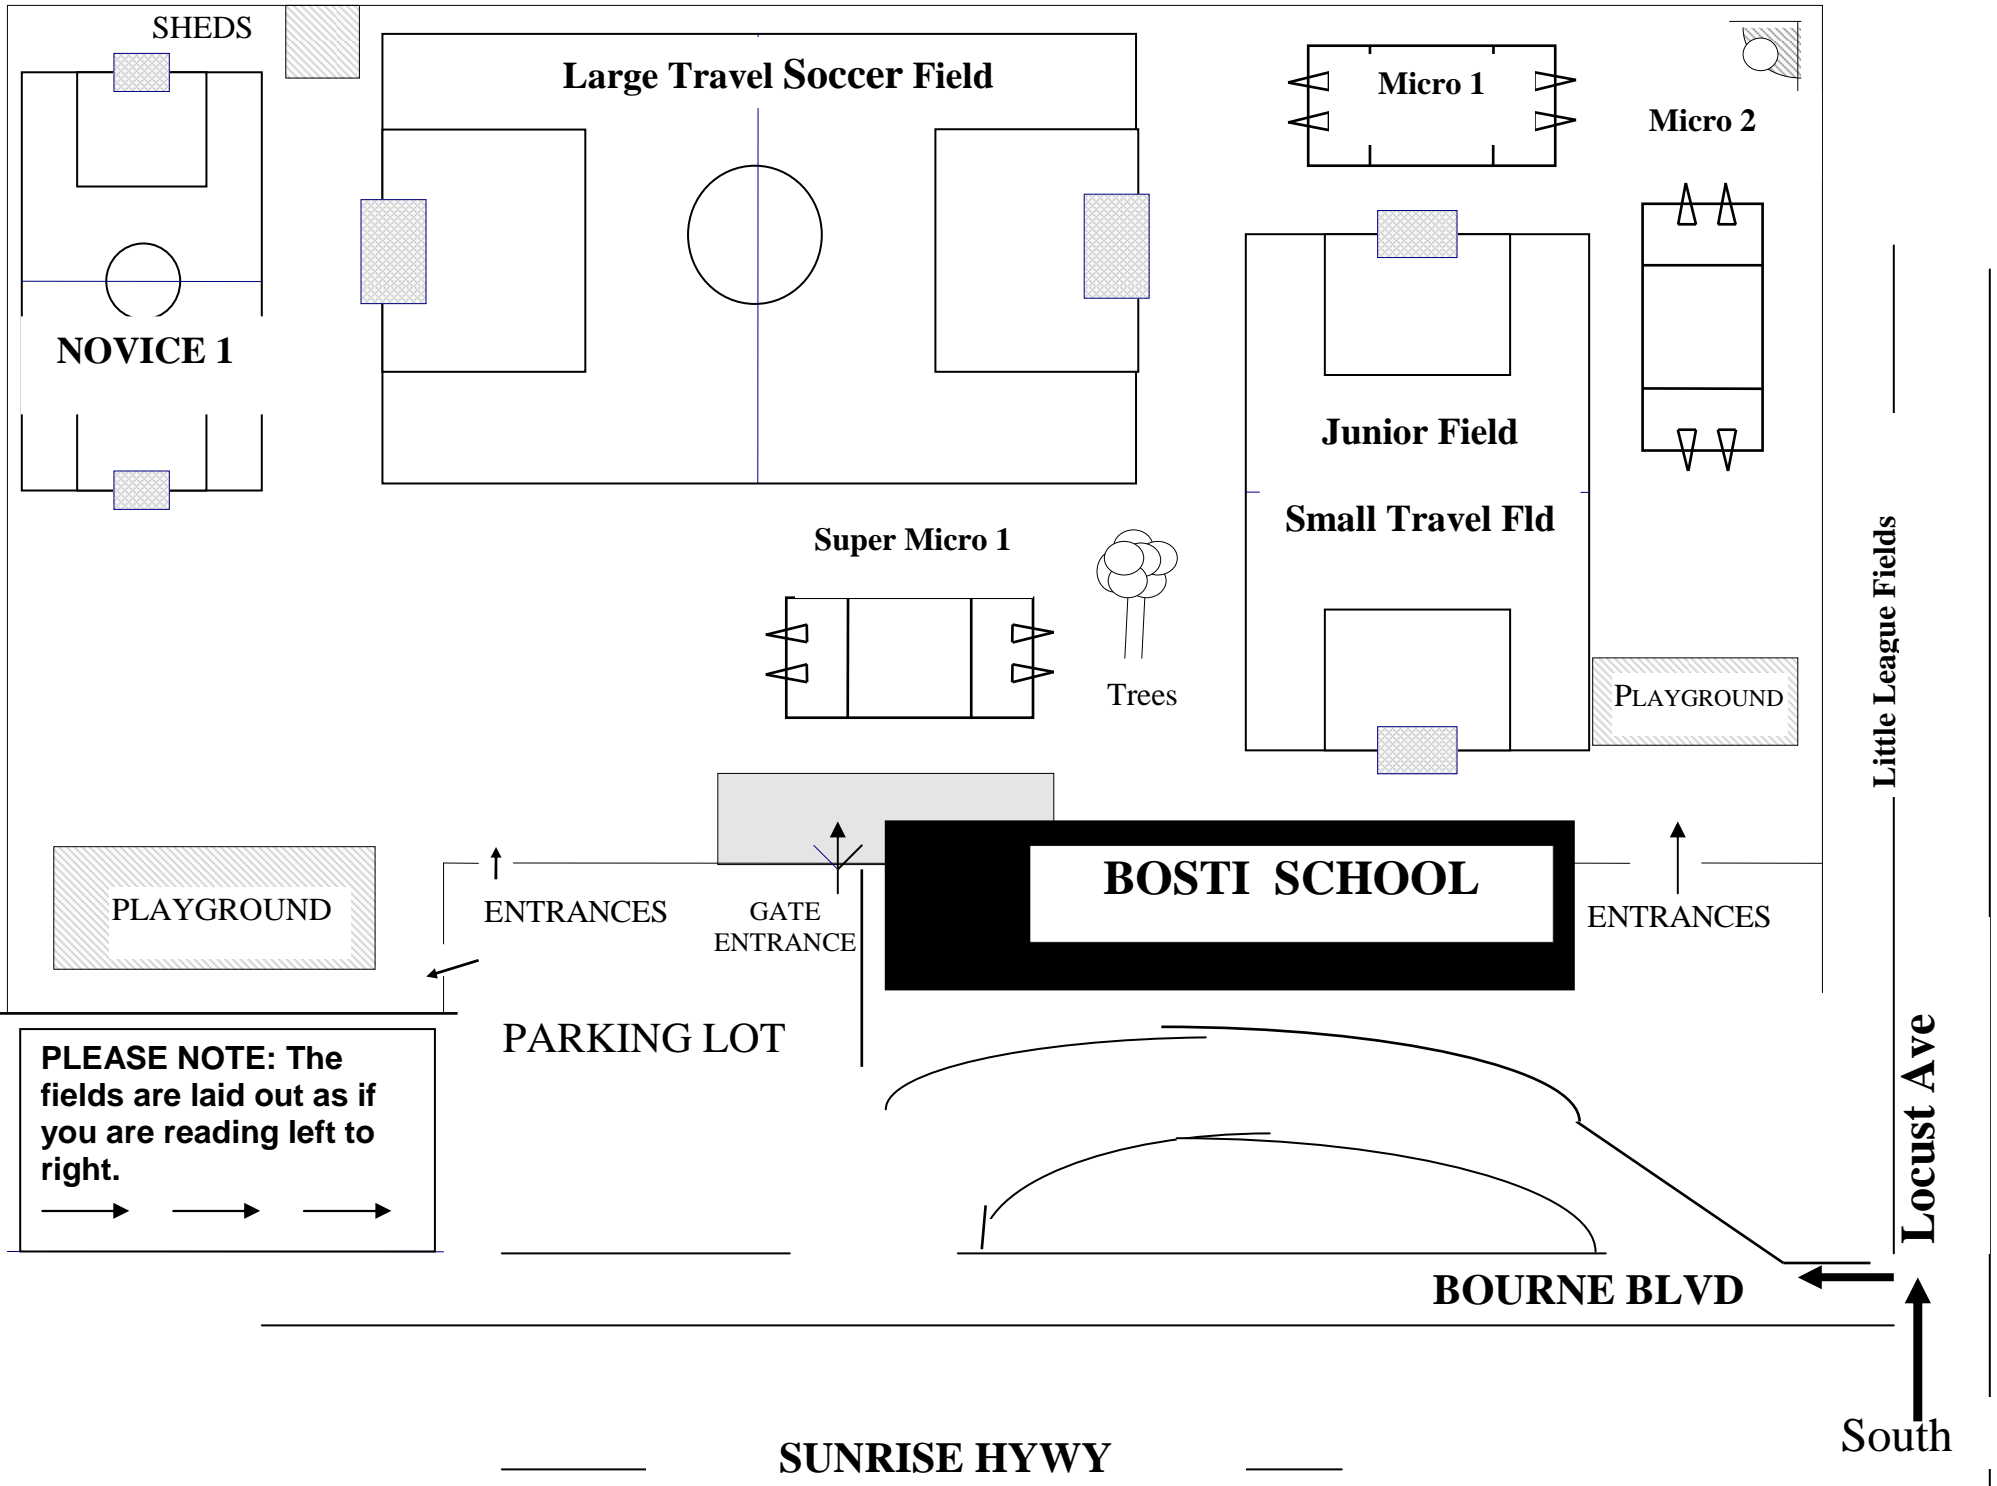 SHEDS
Large Travel Soccer Field
Micro 1
Micro 2
NOVICE 1
Junior Field
Small Travel Fld
Super Micro 1
Trees
PLAYGROUND
Little League Fields
PLAYGROUND
ENTRANCES
GATE
ENTRANCE
BOSTI SCHOOL
ENTRANCES
PARKING LOT
PLEASE NOTE: The
fields are laid out as if
you are reading left to
right.
Locust Ave
BOURNE BLVD
South
SUNRISE HYWY